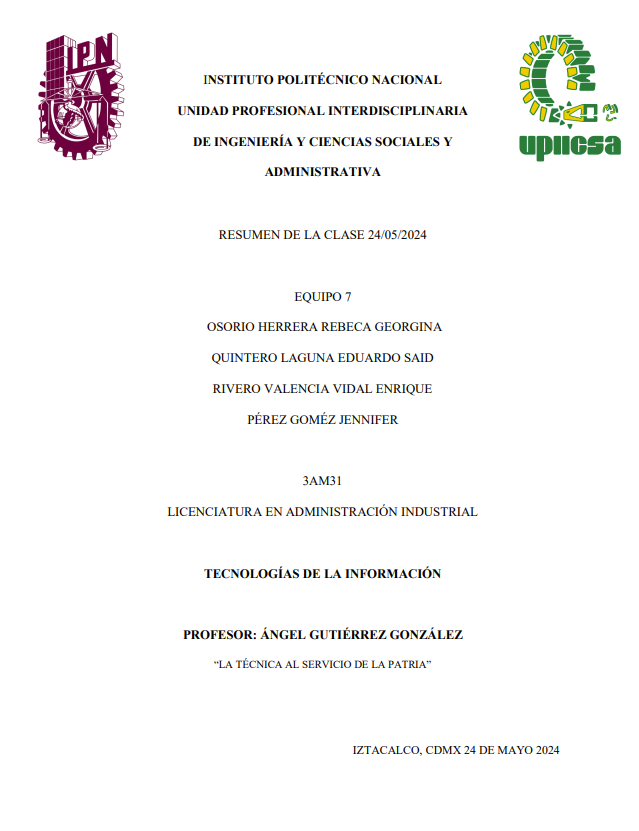 IPN
INSTITUTO POLITÉCNICO NACIONAL
UNIDAD PROFESIONAL INTERDISCIPLINARIA
DE INGENIERÍA Y CIENCIAS SOCIALES Y
ADMINISTRATIVA
upiicsa
RESUMEN DE LA CLASE 24/05/2024
EQUIPO 7
OSORIO HERRERA REBECA GEORGINA
QUINTERO LAGUNA EDUARDO SAID
RIVERO VALENCIA VIDAL ENRIQUE
PÉREZ GOMÉZ JENNIFER
3AM31
LICENCIATURA EN ADMINISTRACIÓN INDUSTRIAL
TECNOLOGÍAS DE LA INFORMACIÓN
PROFESOR: ÁNGEL GUTIÉRREZ GONZÁLEZ
“LA TÉCNICA AL SERVICIO DE LA PATRIA”
IZTACALCO, CDMX 24 DE MAYO 2024